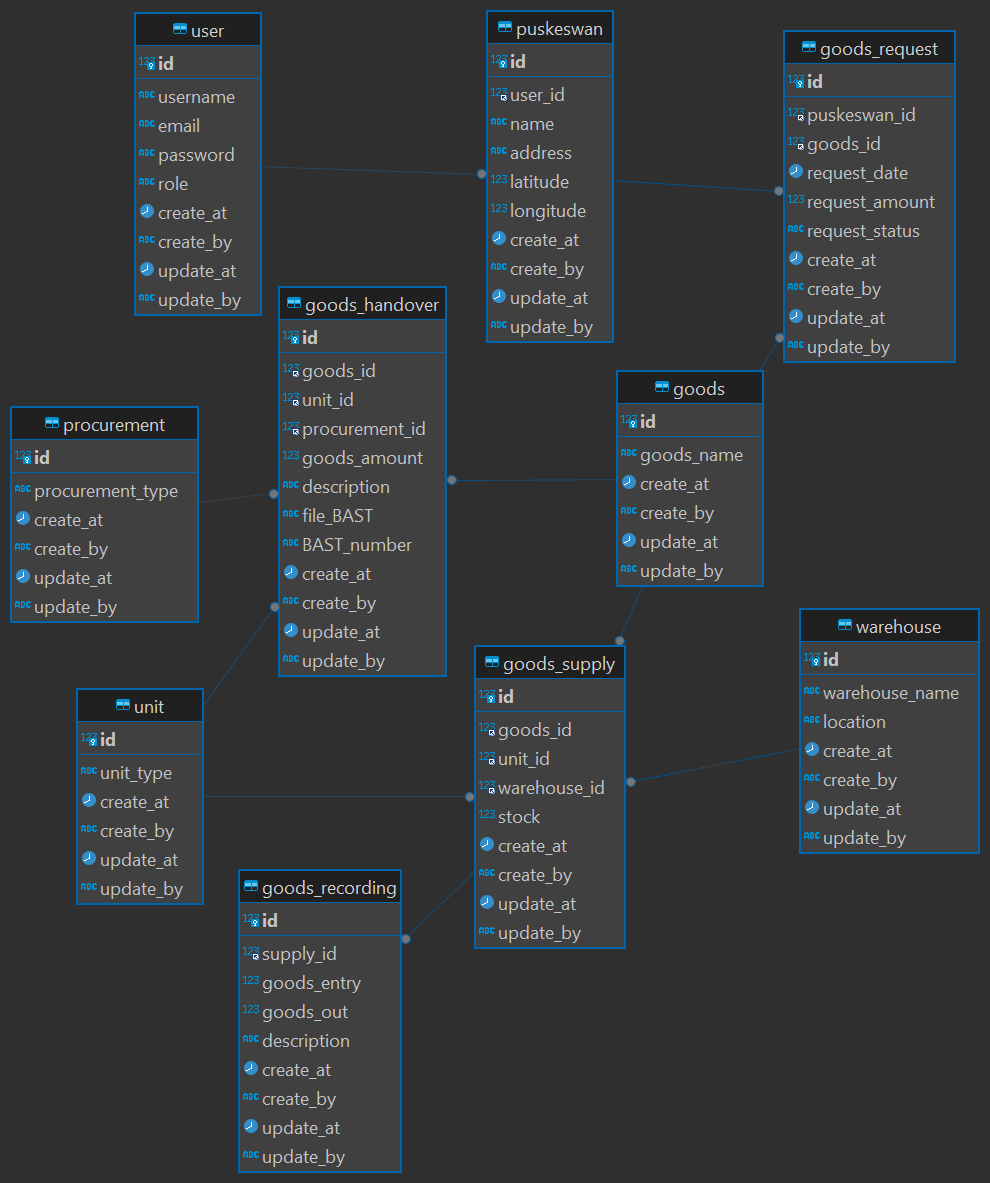 user
id
username
email
password
role
create_at
create_by
update_at
update_by
puskeswan
id
user_id
name
address
latitude
longitude
create_at
create_by
update_at
update_by
goods_request
id
puskeswan_id
goods_id
request_date
request_amount
request_status
create_at
create_by
update_at
update_by
goods_handover
id
goods_id
unit_id
procurement_id
goods_amount
description
file_BAST
BAST_number
create_at
create_by
update_at
update_by
goods
id
goods_name
create_at
create_by
update_at
update_by
procurement
id
procurement_type
create_at
create_by
update_at
update_by
warehouse
id
warehouse_name
location
create_at
create_by
update_at
update_by
goods_supply
id
goods_id
unit_id
warehouse_id
stock
create_at
create_by
update_at
update_by
unit
id
unit_type
create_at
create_by
update_at
update_by
goods_recording
id
supply_id
goods_entry
goods_out
description
create_at
create_by
update_at
update_by